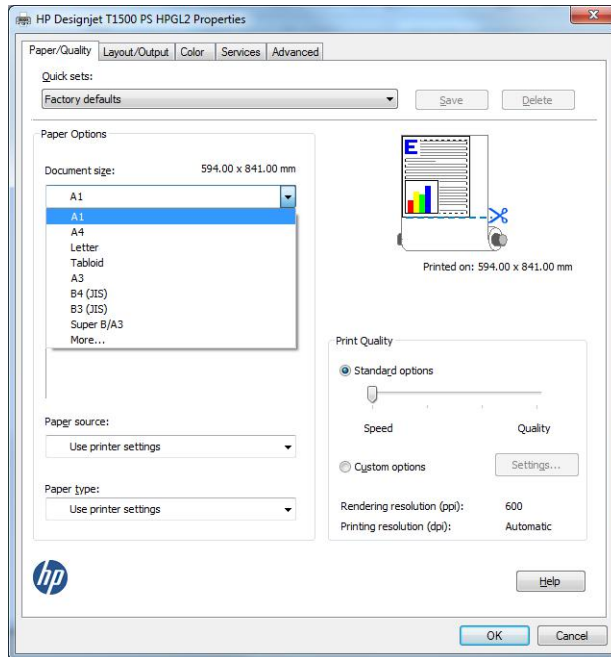 HP Designjet T1500 PS HPGL2 Properties
Paper/Quality Layout/Output Color Services Advanced
Quick sets:
Factory defaults Save Delete
Paper Options
Document size: 594.00 x 841.00 mm
A1
A1
A4
Letter
Tabloid
A3
B4 (JIS)
B3 (JIS)
Super B/A3
More...
Paper source:
Use printer settings
Paper type:
Use printer settings
E
Printed on: 594.00 x 841.00 mm
Print Quality
Standard options
Speed Quality
Custom options Settings...
Rendering resolution (ppi): 600
Printing resolution (dpi): Automatic
hp
Help
OK Cancel